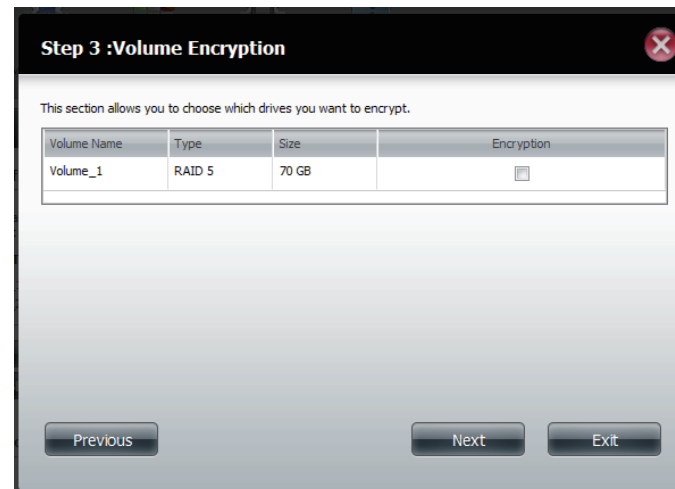 Step 3 :Volume Encryption
This section allows you to choose which drives you want to encrypt.
Volume Name Type Size Encryption
Volume_1 RAID 5 70 GB
Previous Next Exit